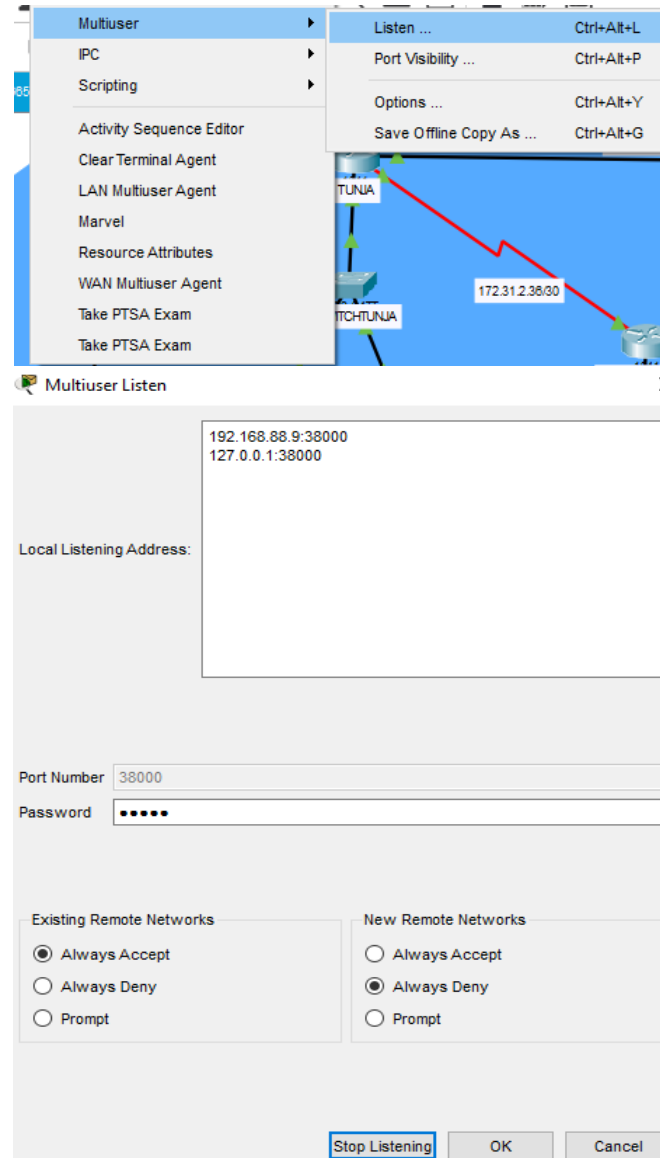 Multiuser
IPC
Scripting
Activity Sequence Editor
Clear Terminal Agent
LAN Multiuser Agent
Marvel
Resource Attributes
WAN Multiuser Agent
Take PTSA Exam
Take PTSA Exam
Listen ... Ctrl+Alt+L
Port Visibility ... Ctrl+Alt+P
Options ... Ctrl+Alt+Y
Save Offline Copy As ... Ctrl+Alt+G
TUNJA
172.31.2.36/30
TCHTUNJA
Multiuser Listen
192.168.88.9:38000
127.0.0.1:38000
Local Listening Address:
Port Number 38000
Password •••••
Existing Remote Networks
Always Accept
Always Deny
Prompt
New Remote Networks
Always Accept
Always Deny
Prompt
Stop Listening OK Cancel